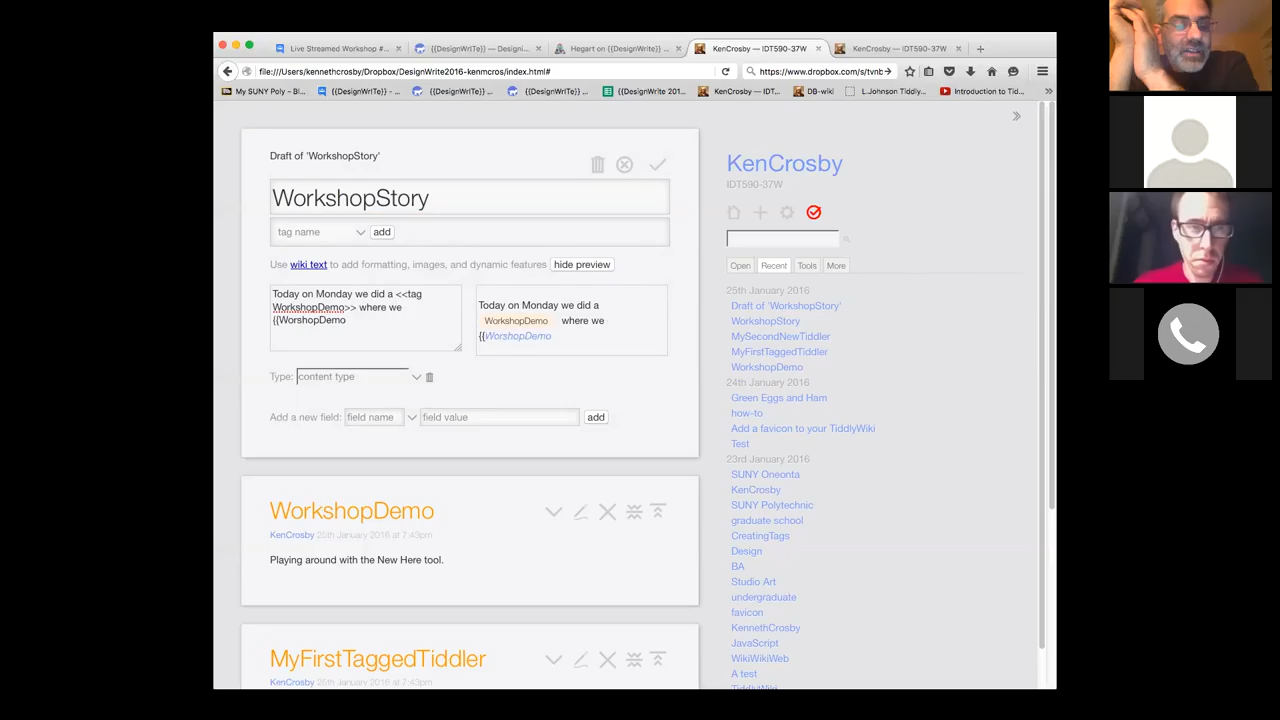 Live Streamed Workshop #...
{{DesignWriTe}} — Designi...
Hegart on {{DesignWrite}} ...
KenCrosby — IDT590-37W
KenCrosby — IDT590-37W
file:///Users/kennethcrosby/Dropbox/DesignWrite2016-kenmcros/index.html#
https://www.dropbox.com/s/tvnb
My SUNY Poly – Bl...
{{DesignWriTe}} - ...
{{DesignWriTe}} ...
{{DesignWriTe}} ...
{{DesignWrite 201...
KenCrosby — IDT...
DB-wiki
L.Johnson Tiddly...
Introduction to Tid...
Draft of 'WorkshopStory'
WorkshopStory
tag name
add
Use wiki text to add formatting, images, and dynamic features
hide preview
Today on Monday we did a <<tag
WorkshopDemo>> where we
{{WorshopDemo
Today on Monday we did a
WorkshopDemo where we
{{WorshopDemo
Type: content type
Add a new field: field name field value add
WorkshopDemo
KenCrosby 25th January 2016 at 7:43pm
Playing around with the New Here tool.
MyFirstTaggedTiddler
KenCrosby 25th January 2016 at 7:43pm
KenCrosby
IDT590-37W
Open Recent Tools More
25th January 2016
Draft of 'WorkshopStory'
WorkshopStory
MySecondNewTiddler
MyFirstTaggedTiddler
WorkshopDemo
24th January 2016
Green Eggs and Ham
how-to
Add a favicon to your TiddlyWiki
Test
23rd January 2016
SUNY Oneonta
KenCrosby
SUNY Polytechnic
graduate school
CreatingTags
Design
BA
Studio Art
undergraduate
favicon
KennethCrosby
JavaScript
WikiWikiWeb
A test
TiddlyWiki